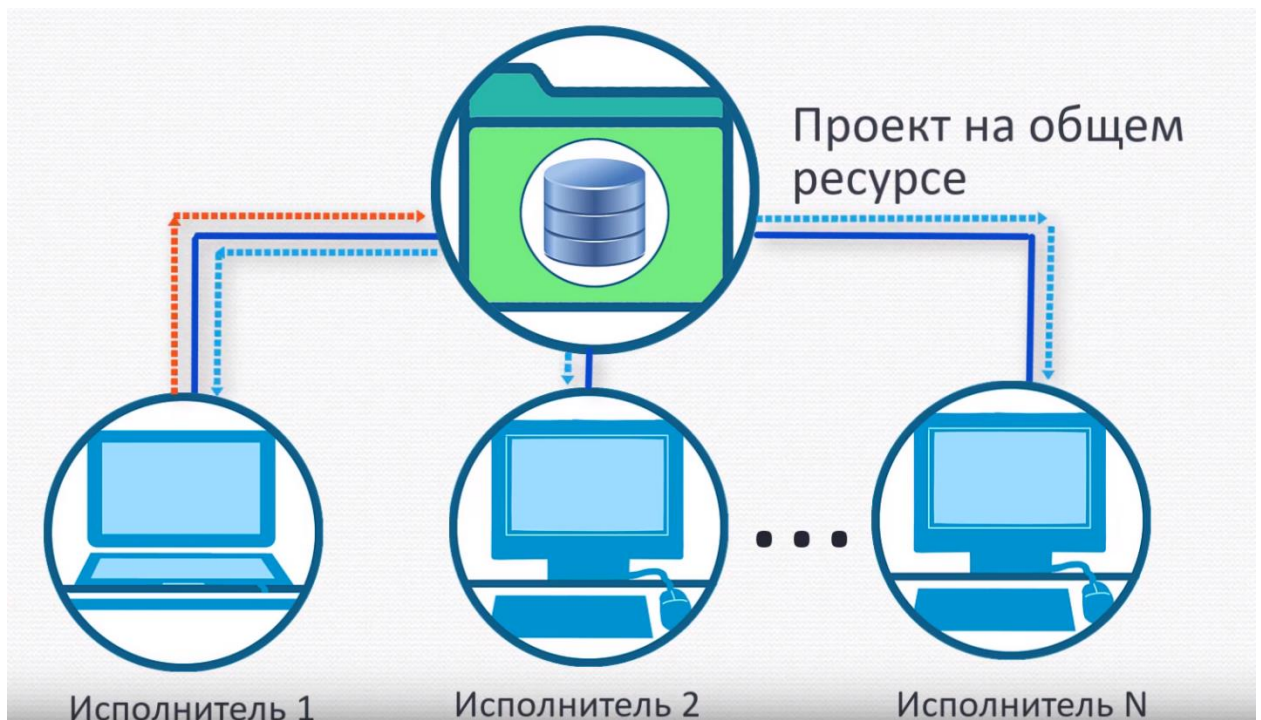 Проект на общем
ресурсе
Исполнитель 1
Исполнитель 2
Исполнитель N